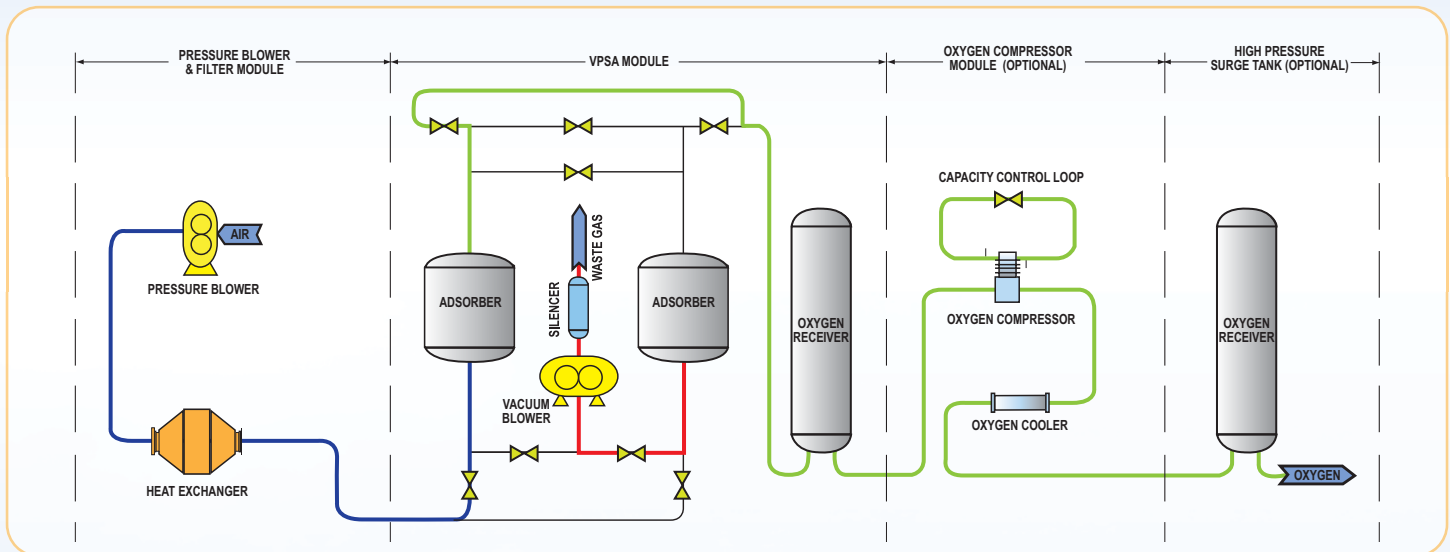 PRESSURE BLOWER
& FILTER MODULE
VPSA MODULE
OXYGEN COMPRESSOR
MODULE (OPTIONAL)
HIGH PRESSURE
SURGE TANK (OPTIONAL)
AIR
PRESSURE BLOWER
HEAT EXCHANGER
ADSORBER
WASTE GAS
SILENCER
VACUUM
BLOWER
ADSORBER
OXYGEN
RECEIVER
CAPACITY CONTROL LOOP
OXYGEN COMPRESSOR
OXYGEN COOLER
OXYGEN
RECEIVER
OXYGEN